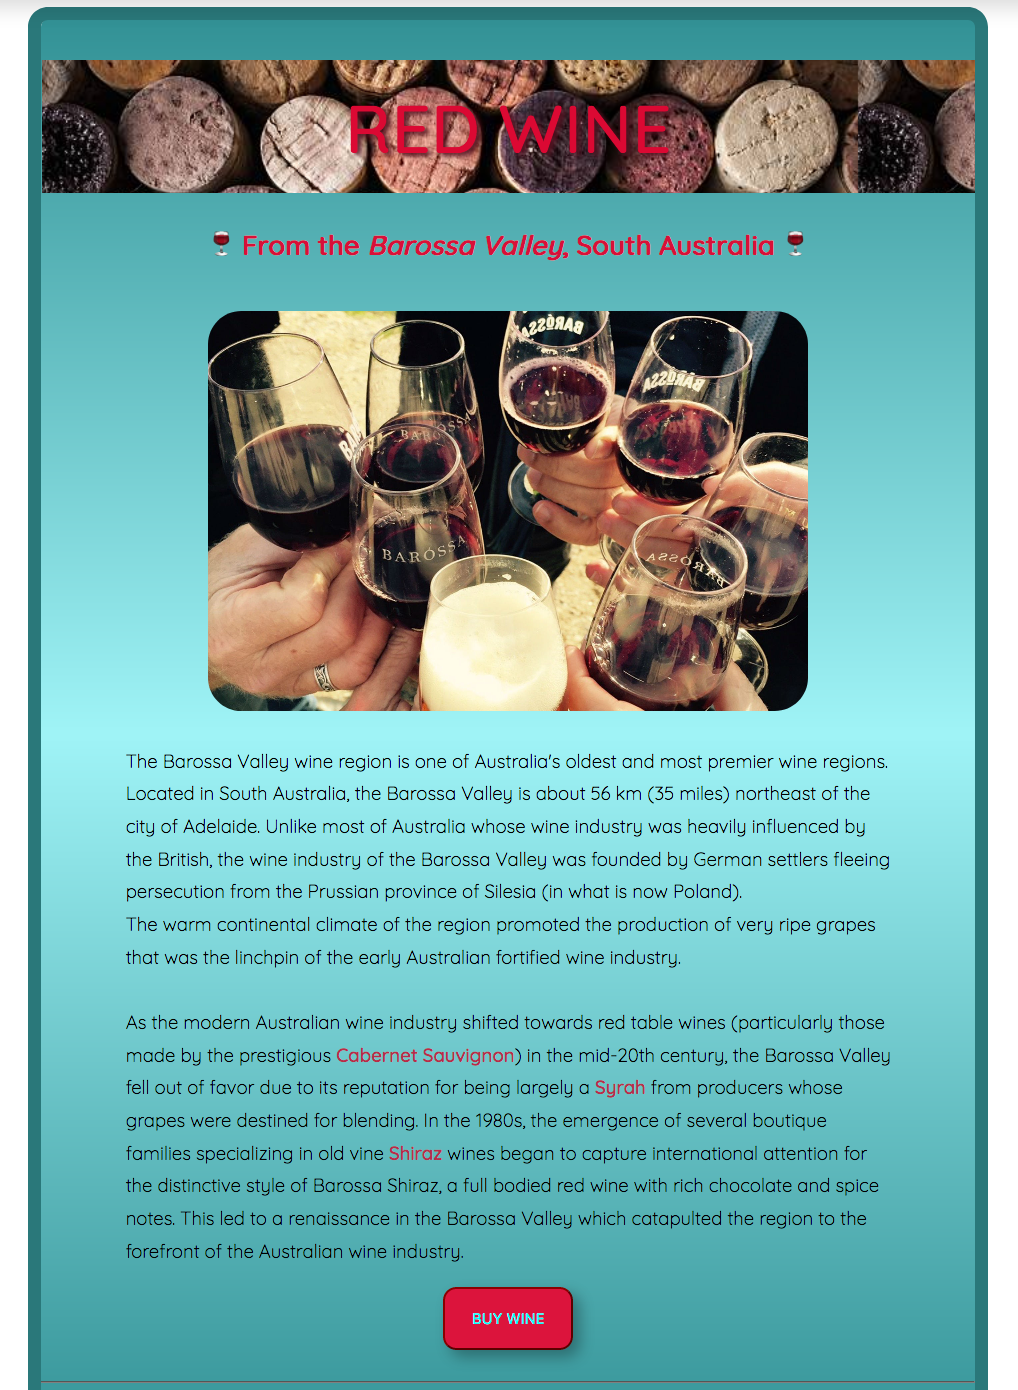 RED WINE
From the Barossa Valley, South Australia
BARÓSSA
BARÓSSA
BAROSSA
BARÓSSA
BAROSSA
The Barossa Valley wine region is one of Australia's oldest and most premier wine regions.
Located in South Australia, the Barossa Valley is about 56 km (35 miles) northeast of the
city of Adelaide. Unlike most of Australia whose wine industry was heavily influenced by
the British, the wine industry of the Barossa Valley was founded by German settlers fleeing
persecution from the Prussian province of Silesia (in what is now Poland).
The warm continental climate of the region promoted the production of very ripe grapes
that was the linchpin of the early Australian fortified wine industry.
As the modern Australian wine industry shifted towards red table wines (particularly those
made by the prestigious Cabernet Sauvignon) in the mid-20th century, the Barossa Valley
fell out of favor due to its reputation for being largely a Syrah from producers whose
grapes were destined for blending. In the 1980s, the emergence of several boutique
families specializing in old vine Shiraz wines began to capture international attention for
the distinctive style of Barossa Shiraz, a full bodied red wine with rich chocolate and spice
notes. This led to a renaissance in the Barossa Valley which catapulted the region to the
forefront of the Australian wine industry.
BUY WINE